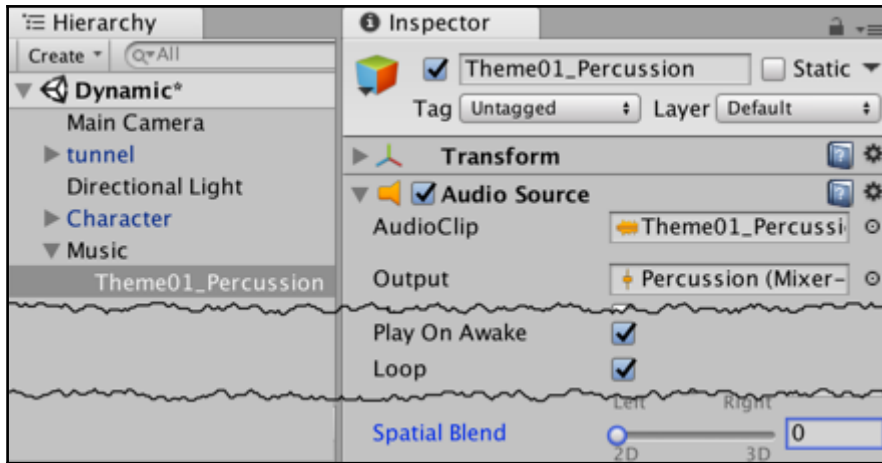 Hierarchy
Create
All
Dynamic*
Main Camera
tunnel
Directional Light
Character
Music
Theme01_Percussion
Inspector
Theme01_Percussion Static
Tag Untagged Layer Default
Transform
Audio Source
AudioClip Theme01_Percussi
Output Percussion (Mixer-
Play On Awake
Loop
Left Right
Spatial Blend 0
2D 3D